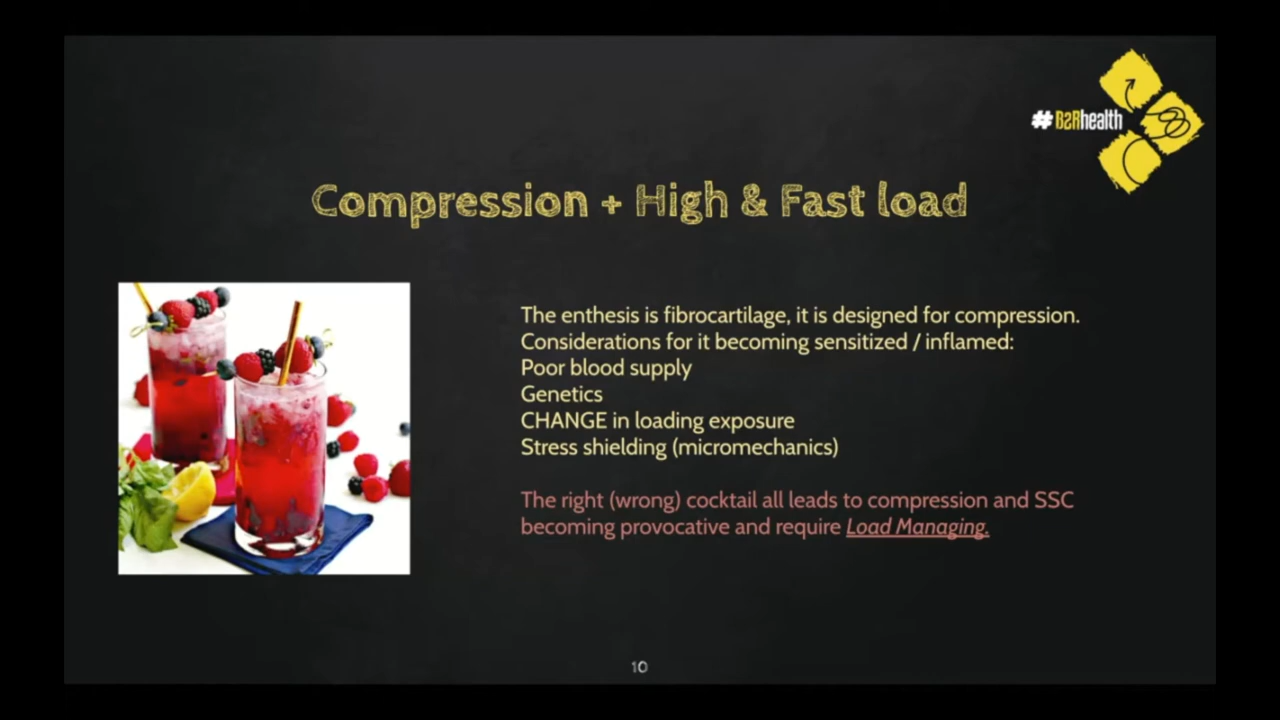 #B2Rhealth
Compression + High & Fast load
The enthesis is fibrocartilage, it is designed for compression.
Considerations for it becoming sensitized / inflamed:
Poor blood supply
Genetics
CHANGE in loading exposure
Stress shielding (micromechanics)
The right (wrong) cocktail all leads to compression and SSC
becoming provocative and require Load Managing.
10